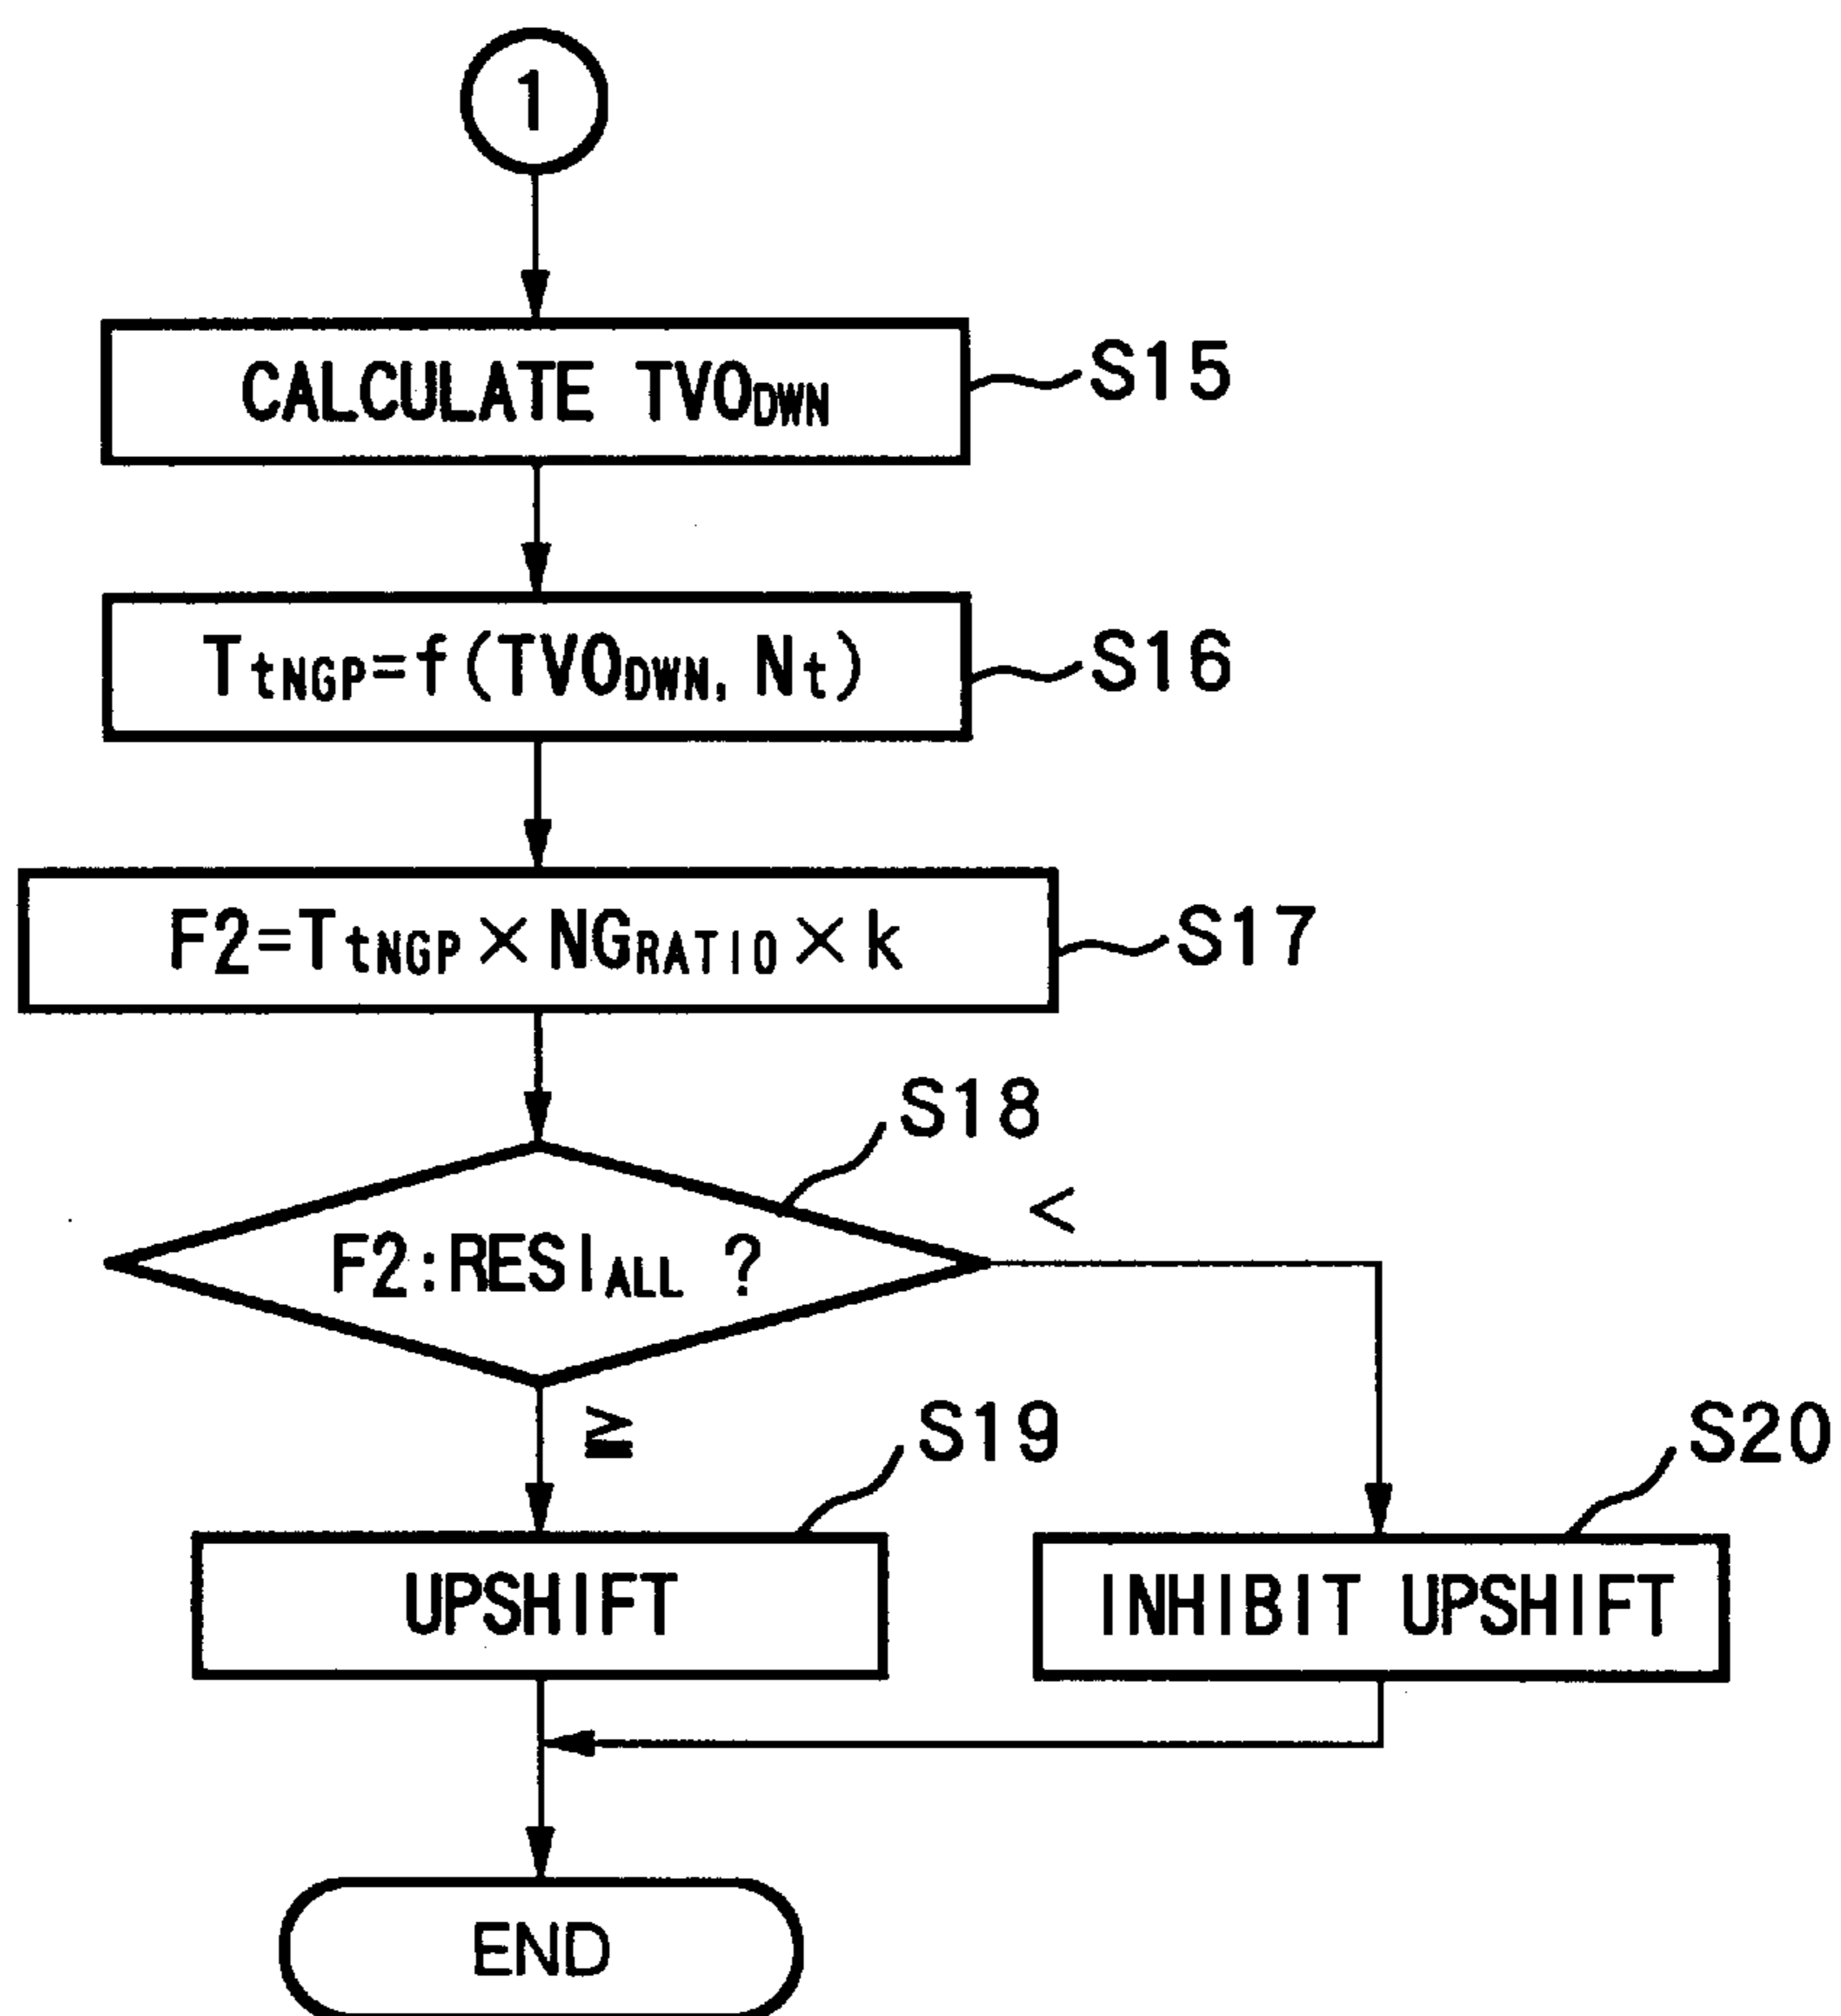 1
CALCULATE TVODWN S15
TtNGP=f(TVODWN, Nt) S16
F2=TtNGP×NGRATIO×k S17
S18
<
F2:RESIALL ?
≧
S19
S20
UPSHIFT
INHIBIT UPSHIFT
END